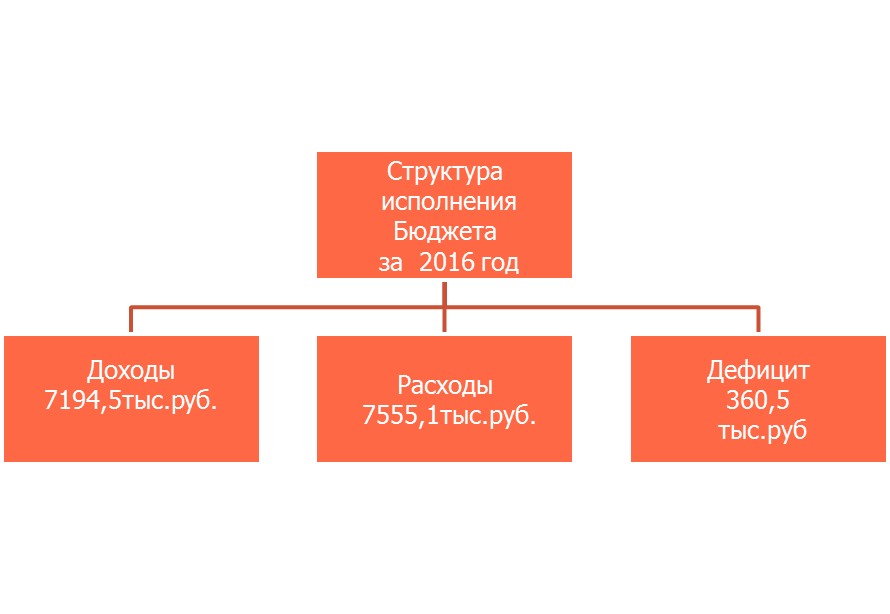 Структура
исполнения
Бюджета
за 2016 год
Доходы
7194,5тыс.руб.
Расходы
7555,1тыс.руб.
Дефицит
360,5
тыс.руб